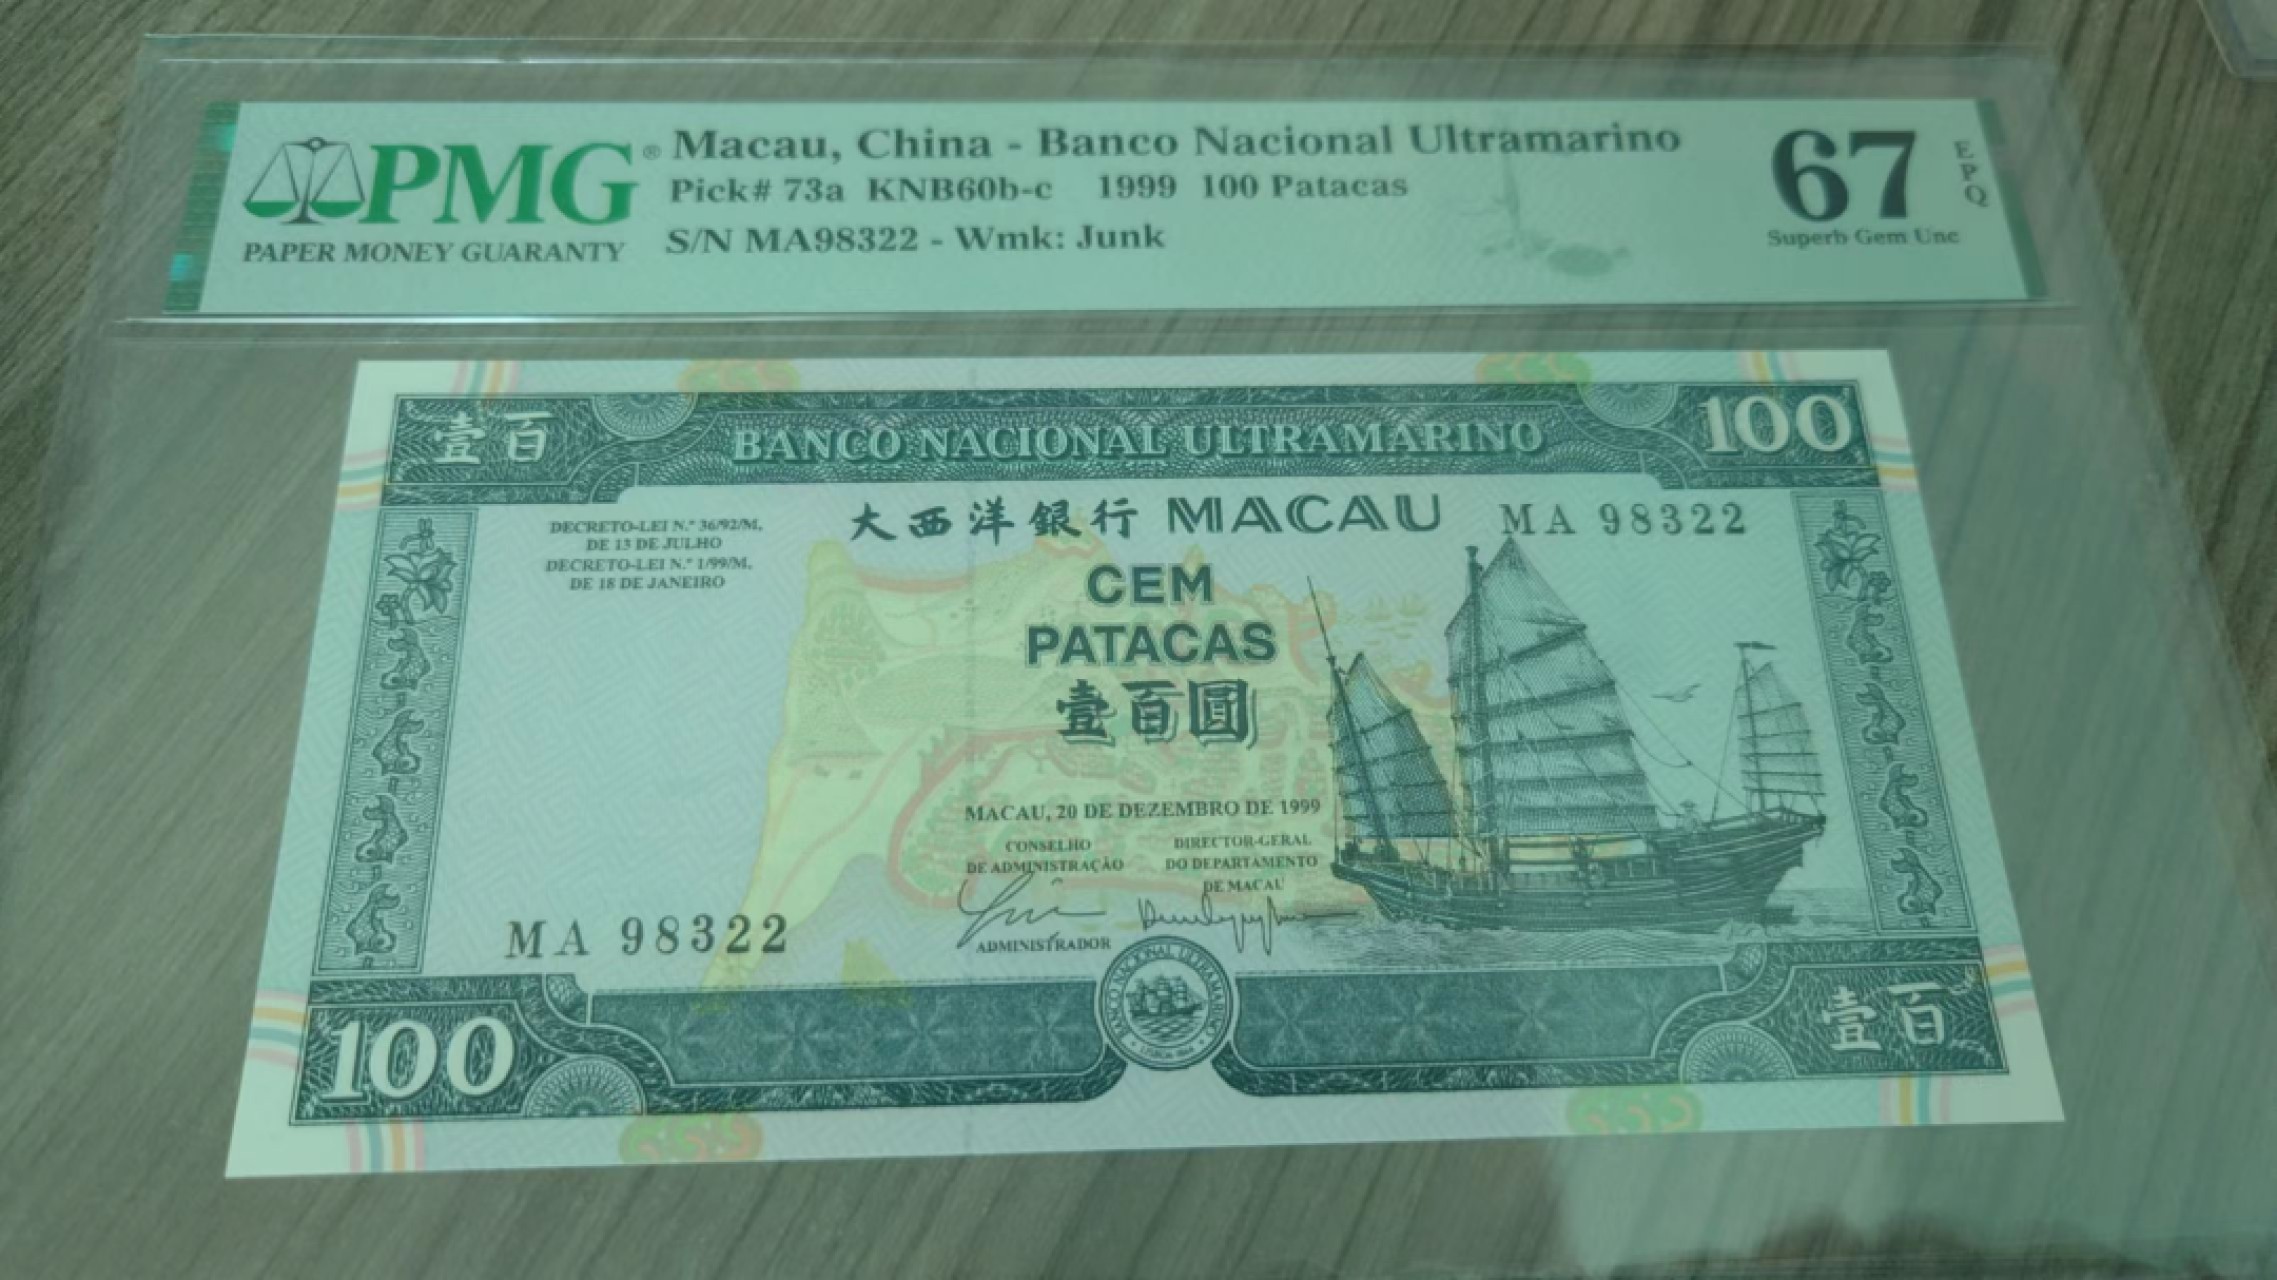 PMG®
PAPER MONEY GUARANTY
Macau, China - Banco Nacional Ultramarino
Pick# 73a KNB60b-c 1999 100 Patacas
S/N MA98322 - Wmk: Junk
67
EPQ
Superb Gem Unc
壹百
BANCO NACIONAL ULTRAMARINO
100
大西洋銀行 MACAU
MA 98322
DECRETO-LEI N.º 36/92/M,
DE 13 DE JULHO
DECRETO-LEI N.º 1/99/M,
DE 18 DE JANEIRO
CEM
PATACAS
壹百圓
MACAU, 20 DE DEZEMBRO DE 1999
CONSELHO
DE ADMINISTRAÇÃO
DIRECTOR-GERAL
DO DEPARTAMENTO
DE MACAU
ADMINISTRADOR
MA 98322
BANCO NACIONAL ULTRAMARINO
100
壹百